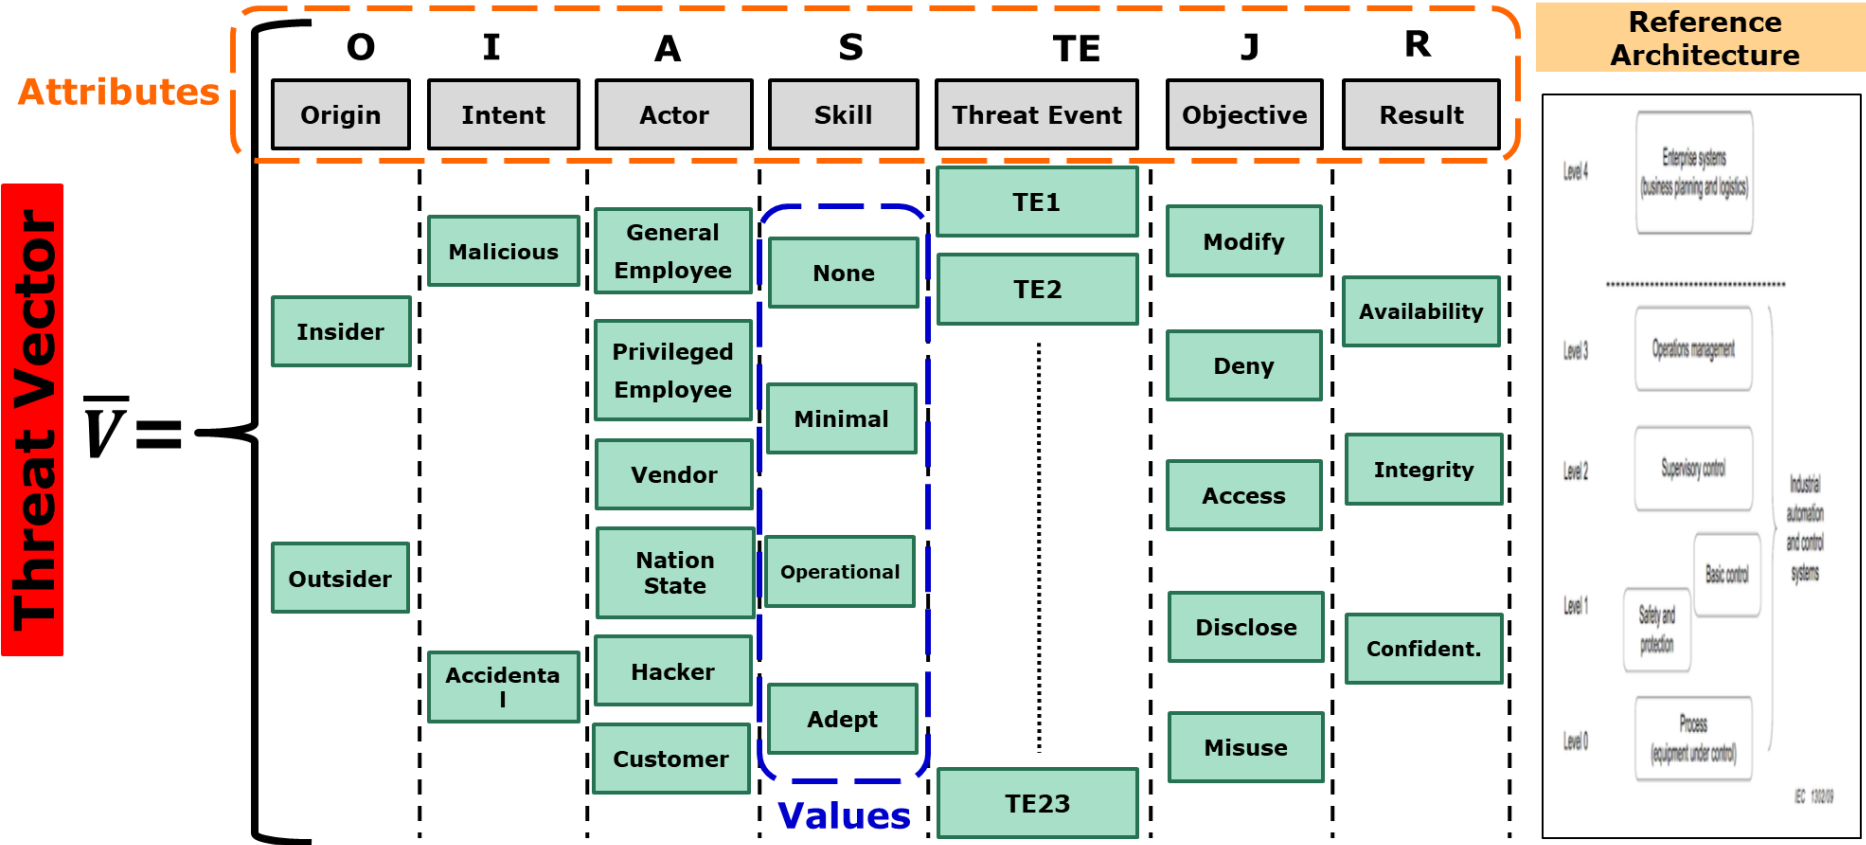 O I A S TE J R
Attributes
Origin Intent Actor Skill Threat Event Objective Result
Threat Vector
V =
Insider
Outsider
Malicious
Accidenta
l
General
Employee
Privileged
Employee
Vendor
Nation
State
Hacker
Customer
None
Minimal
Operational
Adept
Values
TE1
TE2
TE23
Modify
Deny
Access
Disclose
Misuse
Availability
Integrity
Confident.
Reference
Architecture
Level 4
Enterprise systems
(business planning and logistics)
Level 3
Operations management
Level 2
Supervisory control
Industrial
automation
and control
systems
Basic control
Level 1
Safety and
protection
Level 0
Process
(equipment under control)
IEC 1302/09